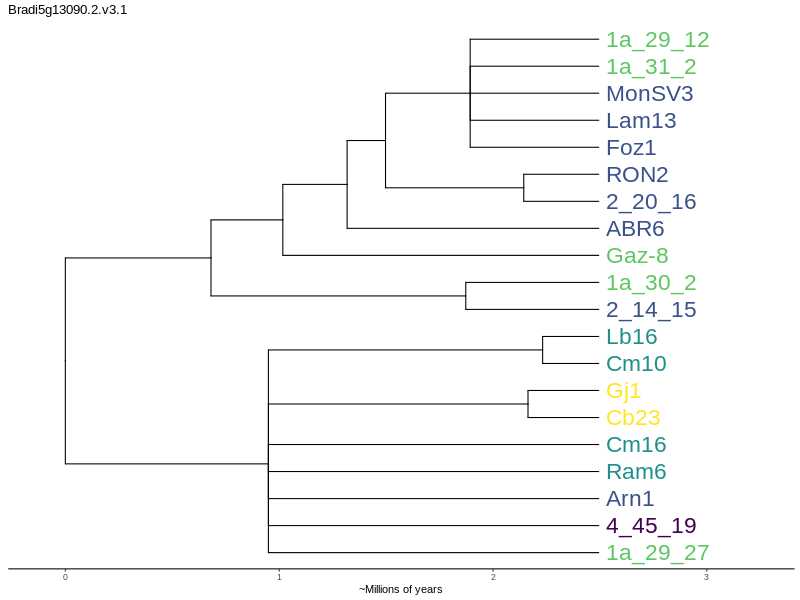 Bradi5g13090.2.v3.1
1a_29_12
1a_31_2
MonSV3
Lam13
Foz1
RON2
2_20_16
ABR6
Gaz-8
1a_30_2
2_14_15
Lb16
Cm10
Gj1
Cb23
Cm16
Ram6
Arn1
4_45_19
1a_29_27
0 1 2 3
~Millions of years